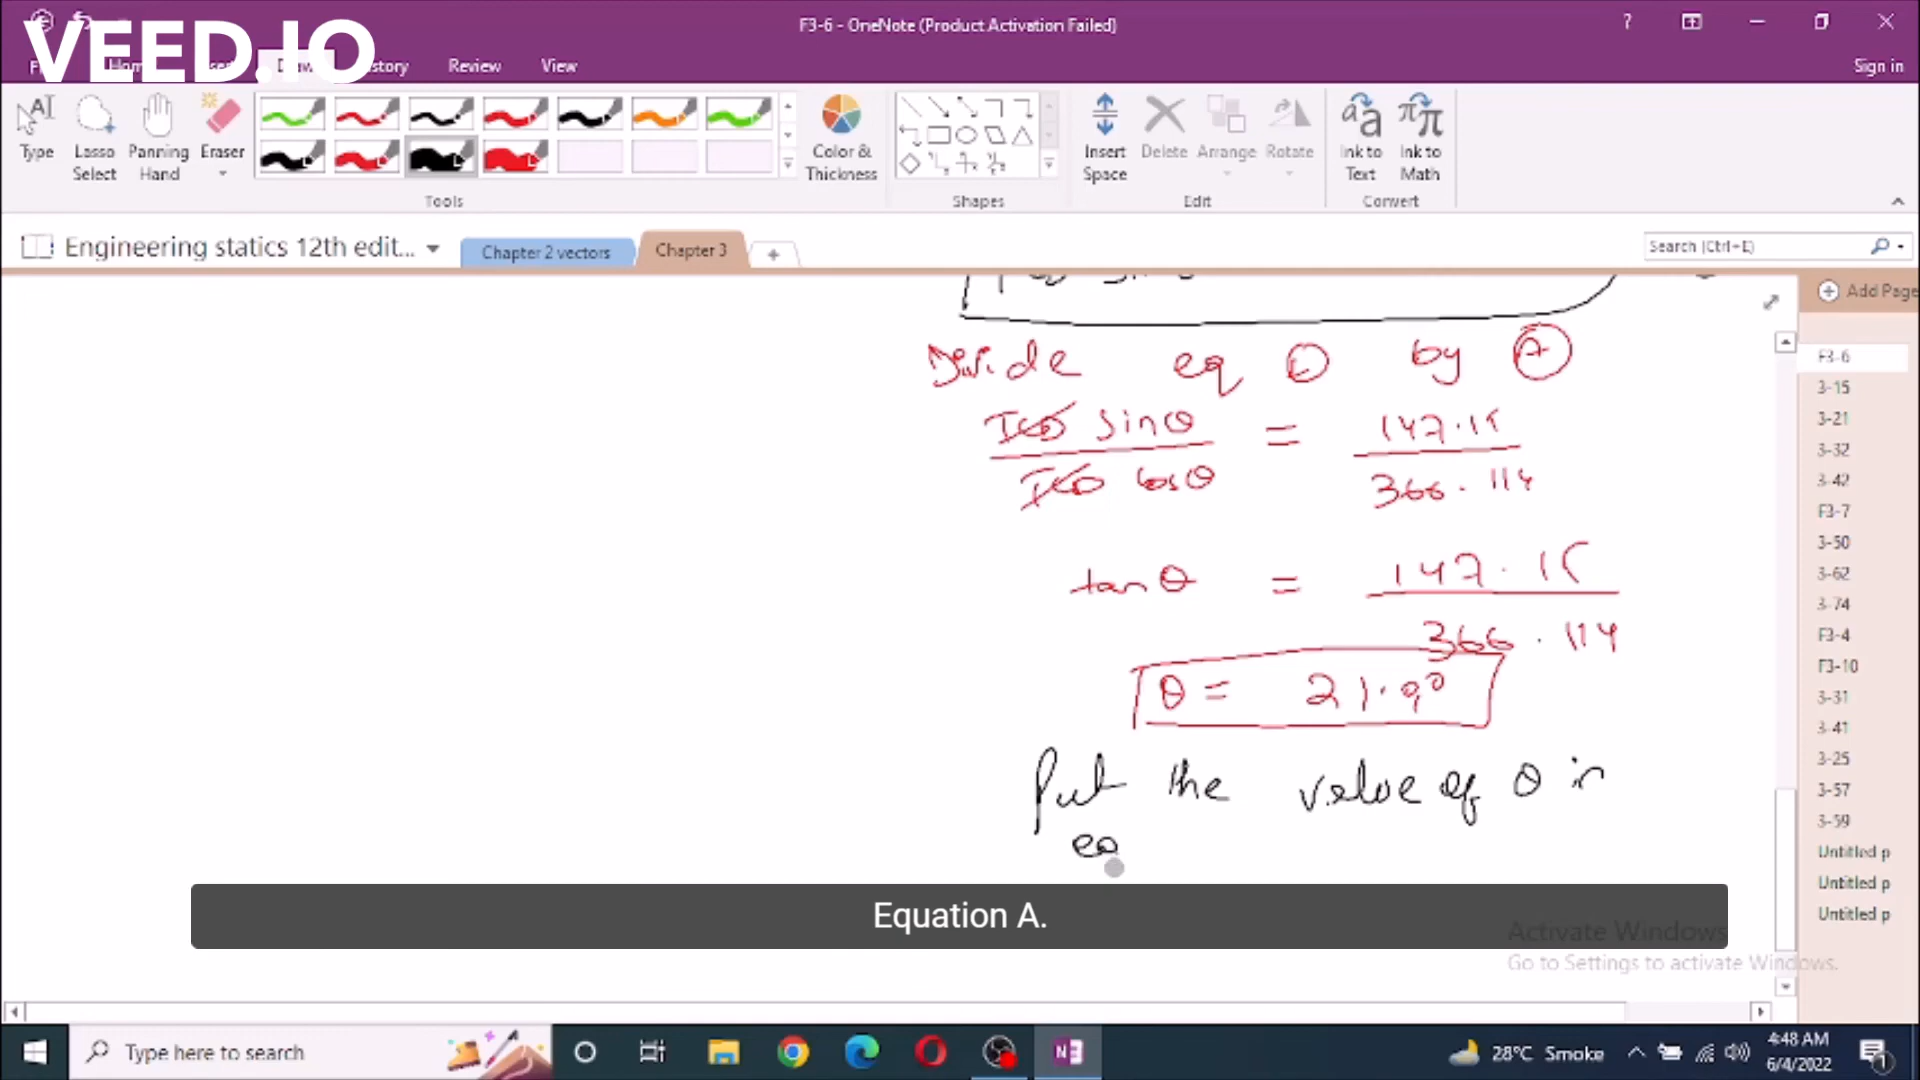 F3-6 - OneNote (Product Activation Failed)
VEED.IO
Review
View
Sign in
Type
Lasso Select
Panning Hand
Eraser
Color & Thickness
Insert Space
Delete
Arrange
Rotate
Ink to Text
Ink to Math
Tools
Shapes
Edit
Convert
Engineering statics 12th edit...
Chapter 2 vectors
Chapter 3
Search (Ctrl+E)
Add Page
Divide eq by A
sinθ = 147.15
cosθ 366.114
tanθ = 147.15
366.114
θ = 21.9°
Put the value of θ in
eq
Equation A.
F3-6
3-15
3-21
3-32
3-42
F3-7
3-50
3-62
3-74
F3-4
F3-10
3-31
3-41
3-25
3-57
3-59
Untitled p
Untitled p
Untitled p
Activate Windows
Go to Settings to activate Windows.
Type here to search
28°C Smoke
4:48 AM
6/4/2022